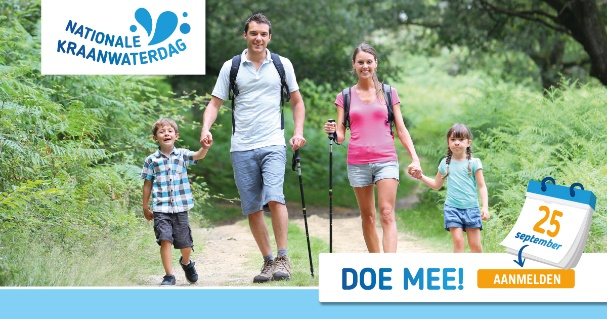 NATIONALE
KRAANWATERDAG
25
september
DOE MEE!
AANMELDEN